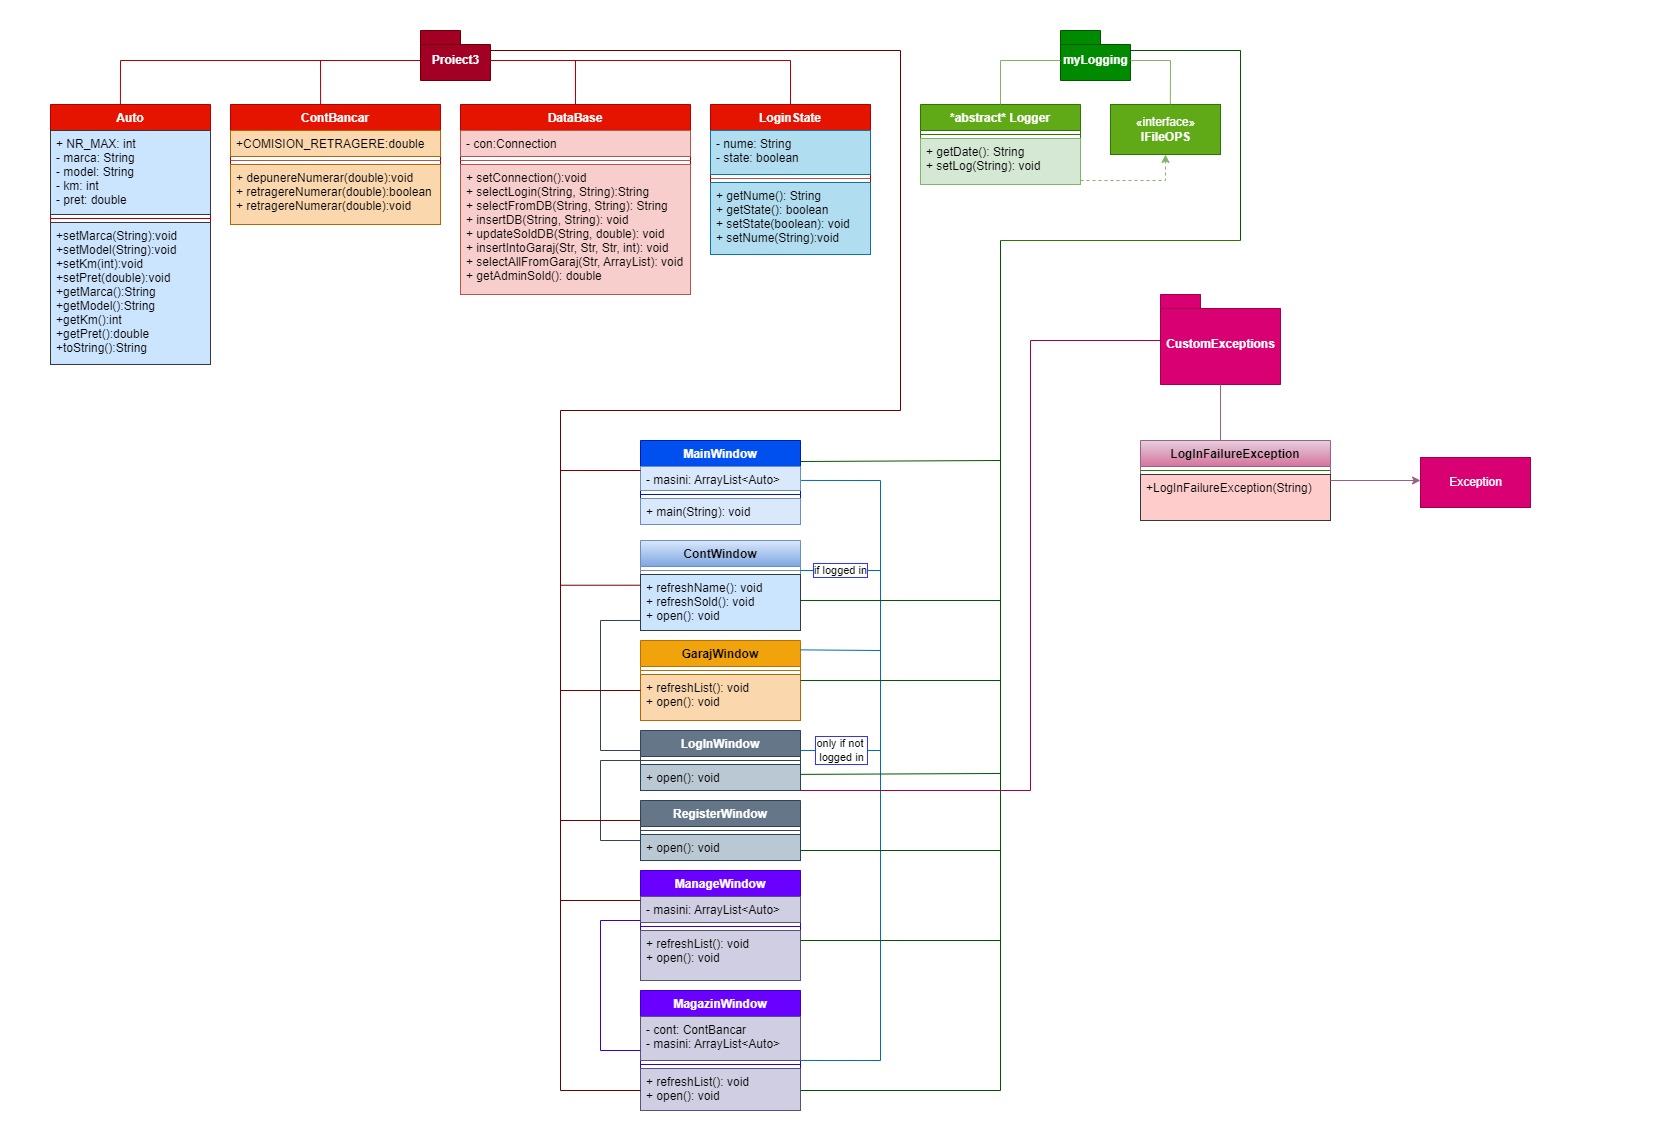 Proiect3
myLogging
Auto
+ NR_MAX: int
- marca: String
- model: String
- km: int
- pret: double
+setMarca(String):void
+setModel(String):void
+setKm(int):void
+setPret(double):void
+getMarca():String
+getModel():String
+getKm():int
+getPret():double
+toString():String
ContBancar
+COMISION_RETRAGERE:double
+ depunereNumerar(double):void
+ retragereNumerar(double):boolean
+ retragereNumerar(double):void
DataBase
- con:Connection
+ setConnection():void
+ selectLogin(String, String):String
+ selectFromDB(String, String): String
+ insertDB(String, String): void
+ updateSoldDB(String, double): void
+ insertIntoGaraj(Str, Str, Str, int): void
+ selectAllFromGaraj(Str, ArrayList): void
+ getAdminSold(): double
LoginState
- nume: String
- state: boolean
+ getNume(): String
+ getState(): boolean
+ setState(boolean): void
+ setNume(String):void
*abstract* Logger
+ getDate(): String
+ setLog(String): void
«interface»
IFileOPS
CustomExceptions
LogInFailureException
+LogInFailureException(String)
Exception
MainWindow
- masini: ArrayList<Auto>
+ main(String): void
ContWindow
if logged in
+ refreshName(): void
+ refreshSold(): void
+ open(): void
GarajWindow
+ refreshList(): void
+ open(): void
LogInWindow
only if not
logged in
+ open(): void
RegisterWindow
+ open(): void
ManageWindow
- masini: ArrayList<Auto>
+ refreshList(): void
+ open(): void
MagazinWindow
- cont: ContBancar
- masini: ArrayList<Auto>
+ refreshList(): void
+ open(): void